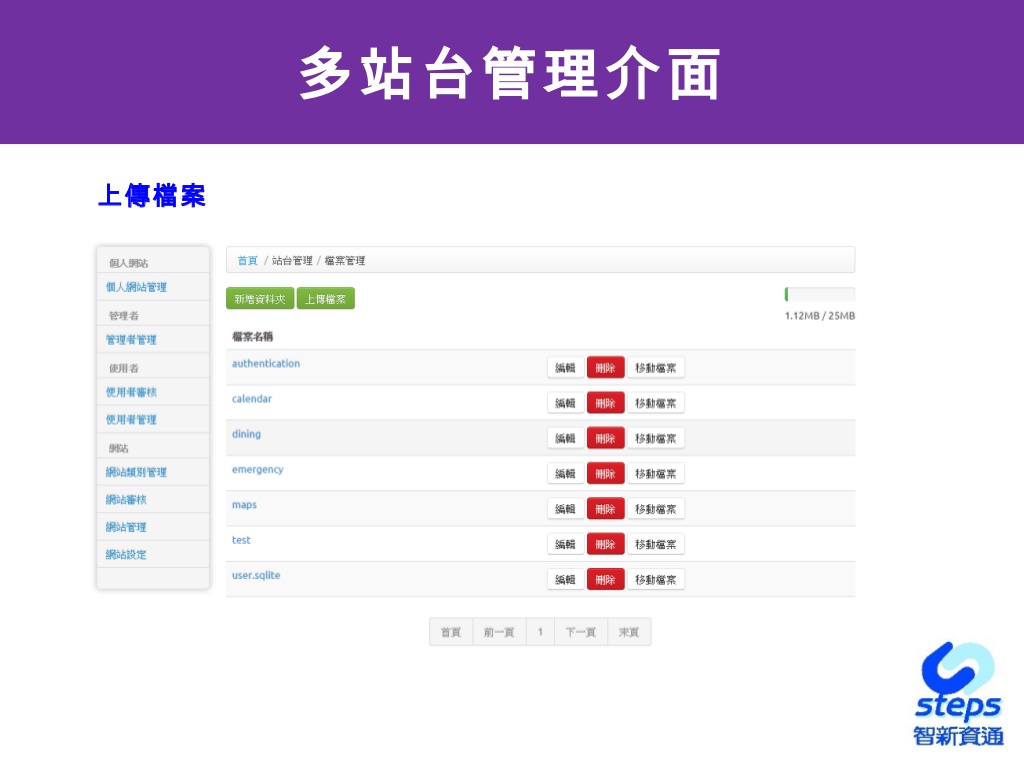 多站台管理介面
上傳檔案
個人網站
個人網站管理
管理者
管理者管理
使用者
使用者審核
使用者管理
網站
網站類別管理
網站審核
網站管理
網站設定
首頁 / 站台管理 / 檔案管理
新增資料夾 上傳檔案
1.12MB / 25MB
檔案名稱
authentication 編輯 刪除 移動檔案
calendar 編輯 刪除 移動檔案
dining 編輯 刪除 移動檔案
emergency 編輯 刪除 移動檔案
maps 編輯 刪除 移動檔案
test 編輯 刪除 移動檔案
user.sqlite 編輯 刪除 移動檔案
首頁 前一頁 1 下一頁 末頁
steps
智新資通